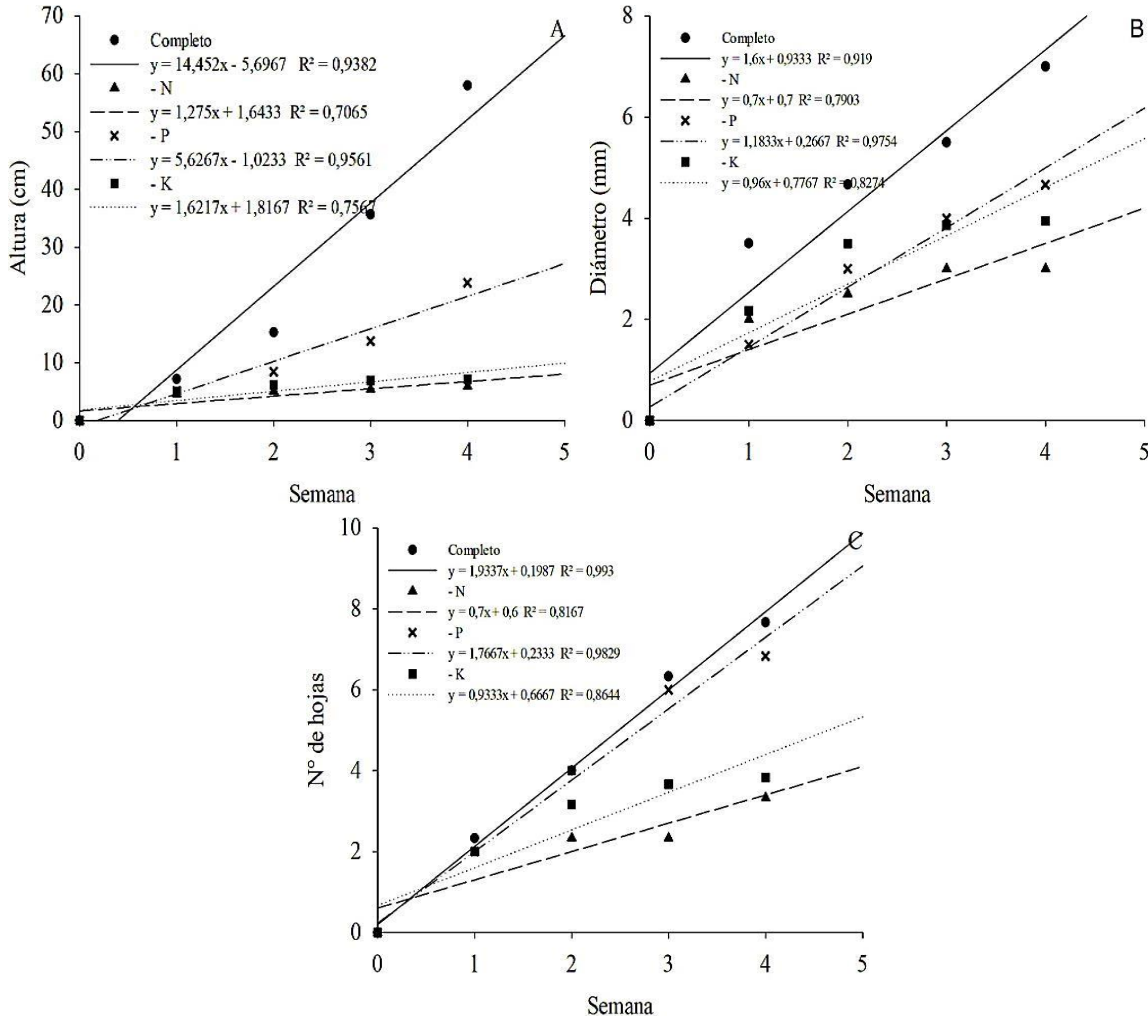 A
Completo
y = 14,452x - 5,6967 R² = 0,9382
- N
y = 1,275x + 1,6433 R² = 0,7065
- P
y = 5,6267x - 1,0233 R² = 0,9561
- K
y = 1,6217x + 1,8167 R² = 0,7567
Altura (cm)
70
60
50
40
30
20
10
0
0 1 2 3 4 5
Semana
B
Completo
y = 1,6x + 0,9333 R² = 0,919
- N
y = 0,7x + 0,7 R² = 0,7903
- P
y = 1,1833x + 0,2667 R² = 0,9754
- K
y = 0,96x + 0,7767 R² = 0,8274
Diámetro (mm)
8
6
4
2
0
0 1 2 3 4 5
Semana
C
Completo
y = 1,9337x + 0,1987 R² = 0,993
- N
y = 0,7x + 0,6 R² = 0,8167
- P
y = 1,7667x + 0,2333 R² = 0,9829
- K
y = 0,9333x + 0,6667 R² = 0,8644
N° de hojas
10
8
6
4
2
0
0 1 2 3 4 5
Semana